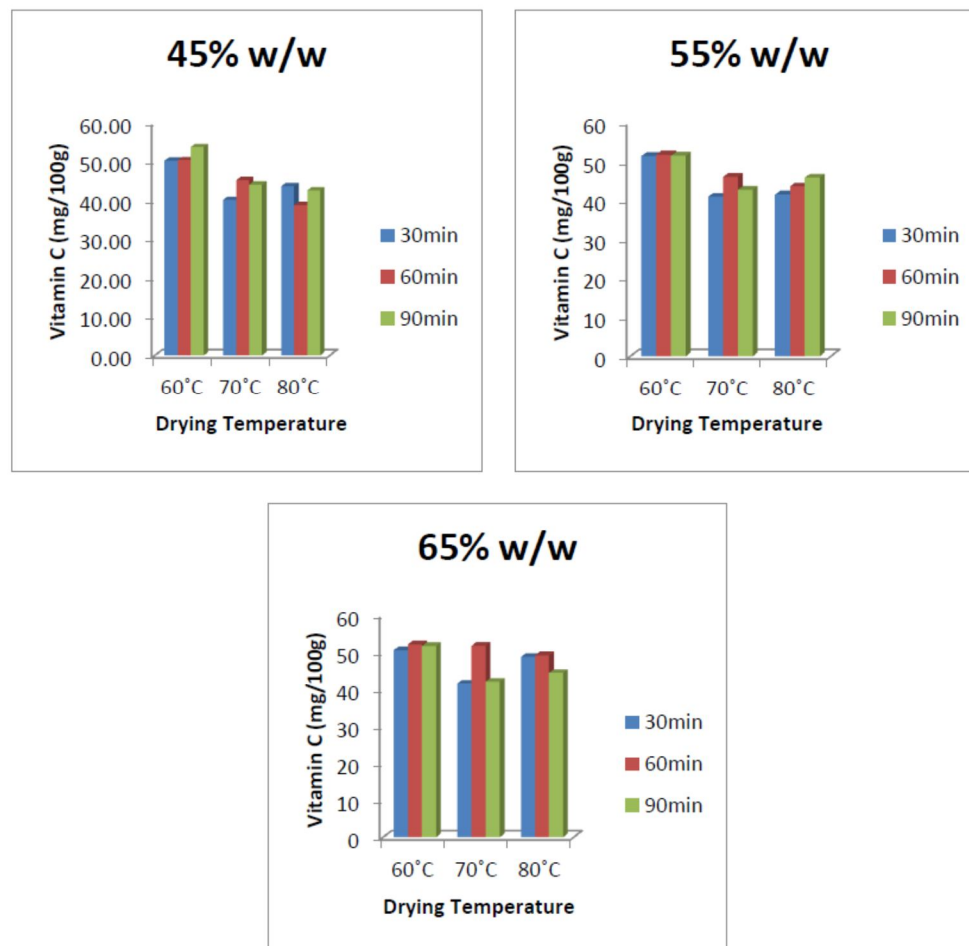 45% w/w
Vitamin C (mg/100g)
60.00
50.00
40.00
30.00
20.00
10.00
0.00
60˚C 70˚C 80˚C
Drying Temperature
30min
60min
90min
55% w/w
Vitamin C (mg/100g)
60
50
40
30
20
10
0
60˚C 70˚C 80˚C
Drying Temperature
30min
60min
90min
65% w/w
Vitamin C (mg/100g)
60
50
40
30
20
10
0
60˚C 70˚C 80˚C
Drying Temperature
30min
60min
90min